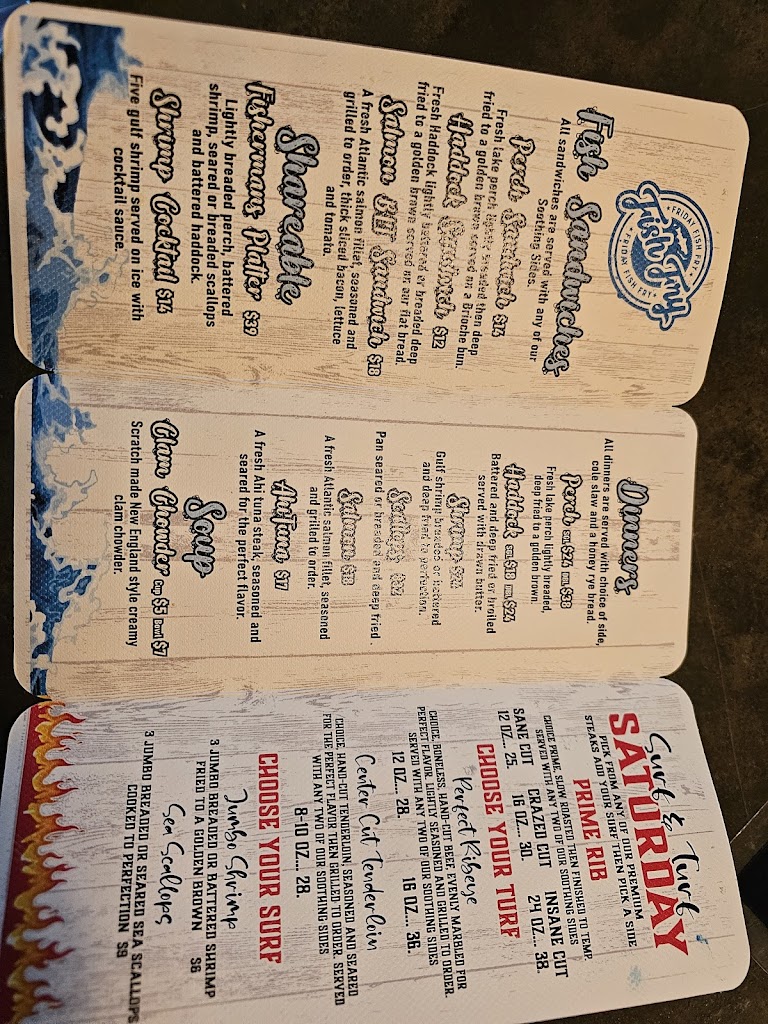 FRIDAY FISH FRY
Fish Fry
FRIDAY FISH FRY
Fish Sandwiches
All sandwiches are served with any of our
Soothing Sides.
Perch Sandwich $16
Fresh lake perch lightly breaded then deep
fried to a golden brown served on a Brioche bun.
Haddock Sandwich $12
Fresh Haddock lightly battered or breaded deep
fried to a golden brown served on our flat bread.
Salmon BLT Sandwich $18
A fresh Atlantic salmon fillet, seasoned and
grilled to order, thick sliced bacon, lettuce
and tomato.
Shareable
Fishermans Platter $39
Lightly breaded perch, battered
shrimp, seared or breaded scallops
and battered haddock.
Shrimp Cocktail $16
Five gulf shrimp served on ice with
cocktail sauce.
Dinners
All dinners are served with choice of side,
cole slaw and a honey rye bread.
Perch SML $24 $38
Fresh lake perch lightly breaded,
deep fried to a golden brown.
Haddock $18 $24
Battered and deep fried or broiled
served with drawn butter.
Shrimp
Gulf shrimp breaded or battered
and deep fried to perfection.
Scallops
Pan seared or breaded and deep fried.
Salmon $18
A fresh Atlantic salmon fillet, seasoned
and grilled to order.
Ahi Tuna $17
A fresh Ahi tuna steak, seasoned and
seared for the perfect flavor.
Soup
Clam Chowder Cup $5 Bowl $7
Scratch made New England style creamy
clam chowder.
Surf & Turf
SATURDAY
PICK FROM ANY OF OUR PREMIUM
STEAKS ADD YOUR SURF THEN PICK A SIDE
PRIME RIB
CHOICE PRIME, SLOW ROASTED THEN FINISHED TO TEMP.
SERVED WITH ANY TWO OF OUR SOOTHING SIDES
SANE CUT CRAZED CUT INSANE CUT
12 OZ... 25. 16 OZ... 30. 24 OZ... 38.
CHOOSE YOUR TURF
Perfect Ribeye
CHOICE, BONELESS, HAND-CUT BEEF, EVENLY MARBLED FOR
PERFECT FLAVOR. LIGHTLY SEASONED AND GRILLED TO ORDER.
SERVED WITH ANY TWO OF OUR SOOTHING SIDES
12 OZ... 28. 16 OZ... 36.
Center Cut Tenderloin
CHOICE, HAND-CUT TENDERLOIN, SEASONED AND SEARED
FOR THE PERFECT FLAVOR THEN GRILLED TO ORDER. SERVED
WITH ANY TWO OF OUR SOOTHING SIDES
8-10 OZ... 28.
CHOOSE YOUR SURF
Jumbo Shrimp
3 JUMBO BREADED OR BATTERED SHRIMP
FRIED TO A GOLDEN BROWN $6
Sea Scallops
3 JUMBO BREADED OR SEARED SEA SCALLOPS
COOKED TO PERFECTION $9